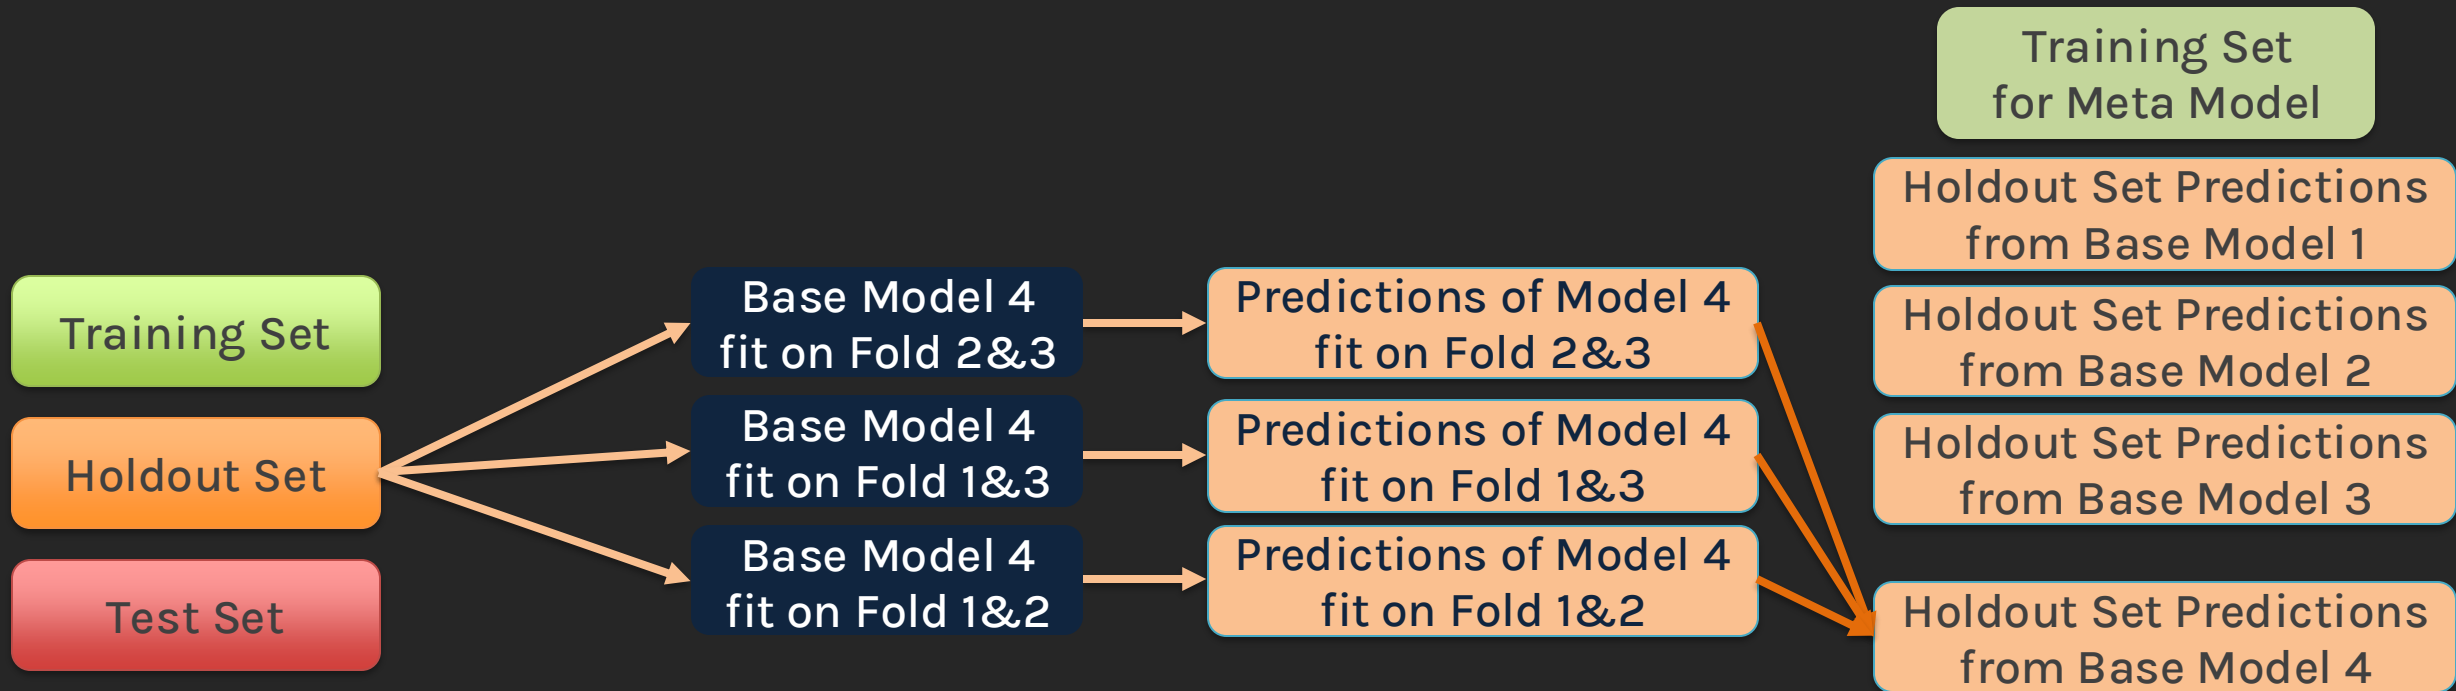 Training Set
for Meta Model
Holdout Set Predictions
from Base Model 1
Training Set
Base Model 4
fit on Fold 2&3
Predictions of Model 4
fit on Fold 2&3
Holdout Set Predictions
from Base Model 2
Holdout Set
Base Model 4
fit on Fold 1&3
Predictions of Model 4
fit on Fold 1&3
Holdout Set Predictions
from Base Model 3
Test Set
Base Model 4
fit on Fold 1&2
Predictions of Model 4
fit on Fold 1&2
Holdout Set Predictions
from Base Model 4